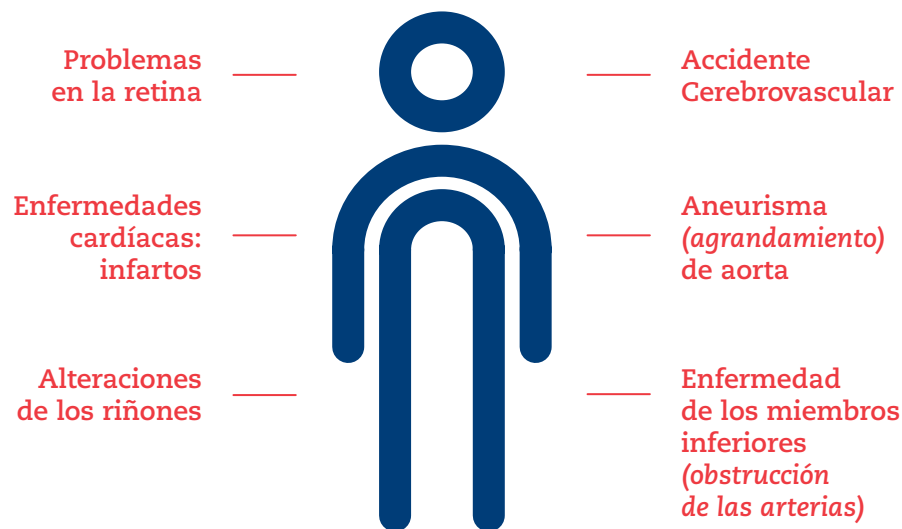 Problemas
en la retina
Accidente
Cerebrovascular
Enfermedades
cardíacas:
infartos
Aneurisma
(agrandamiento)
de aorta
Alteraciones
de los riñones
Enfermedad
de los miembros
inferiores
(obstrucción
de las arterias)